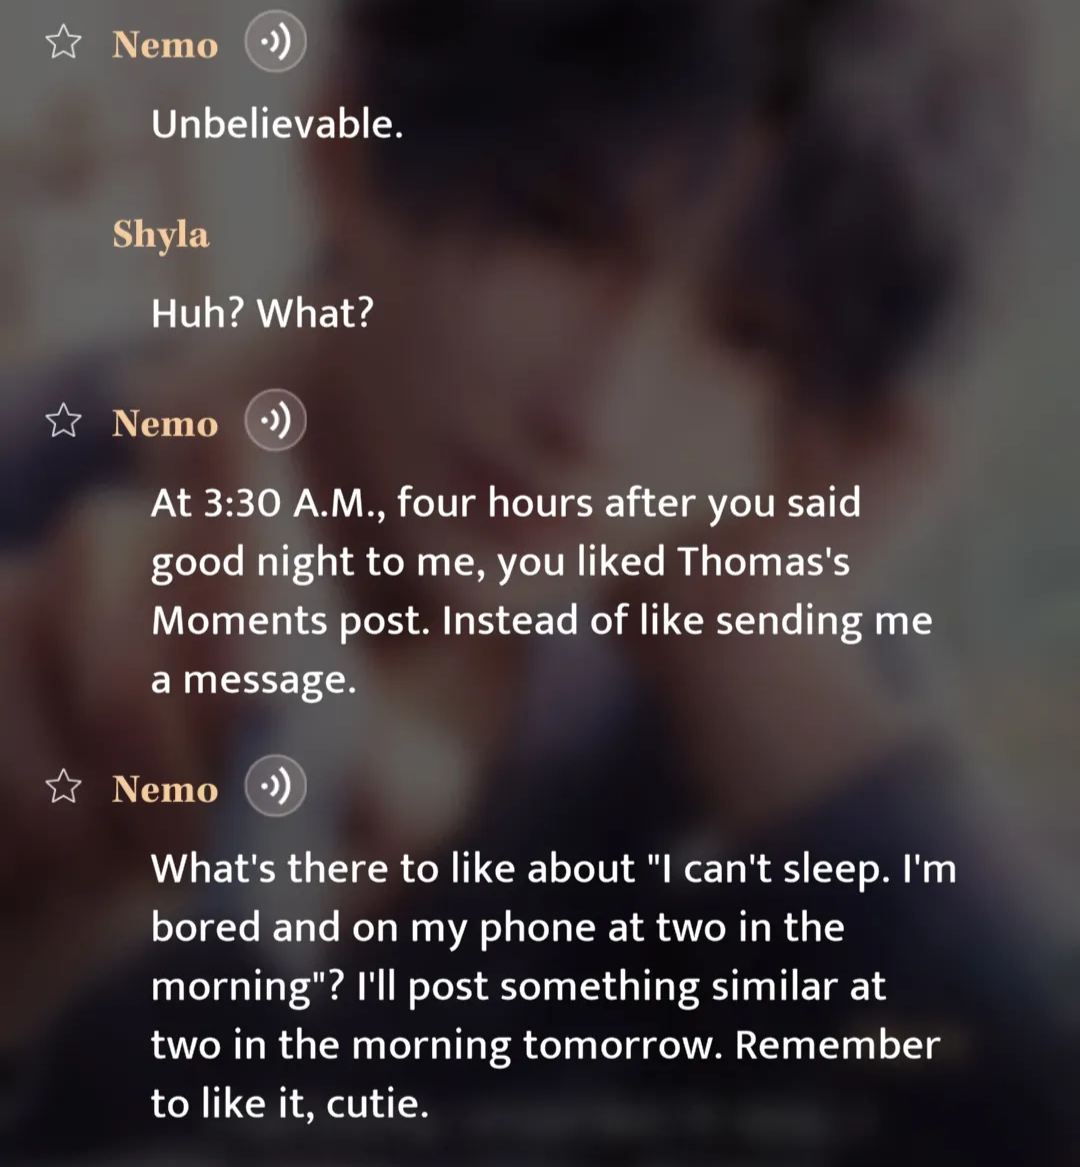 Nemo
Unbelievable.
Shyla
Huh? What?
Nemo
At 3:30 A.M., four hours after you said
good night to me, you liked Thomas's
Moments post. Instead of like sending me
a message.
Nemo
What's there to like about "I can't sleep. I'm
bored and on my phone at two in the
morning"? I'll post something similar at
two in the morning tomorrow. Remember
to like it, cutie.